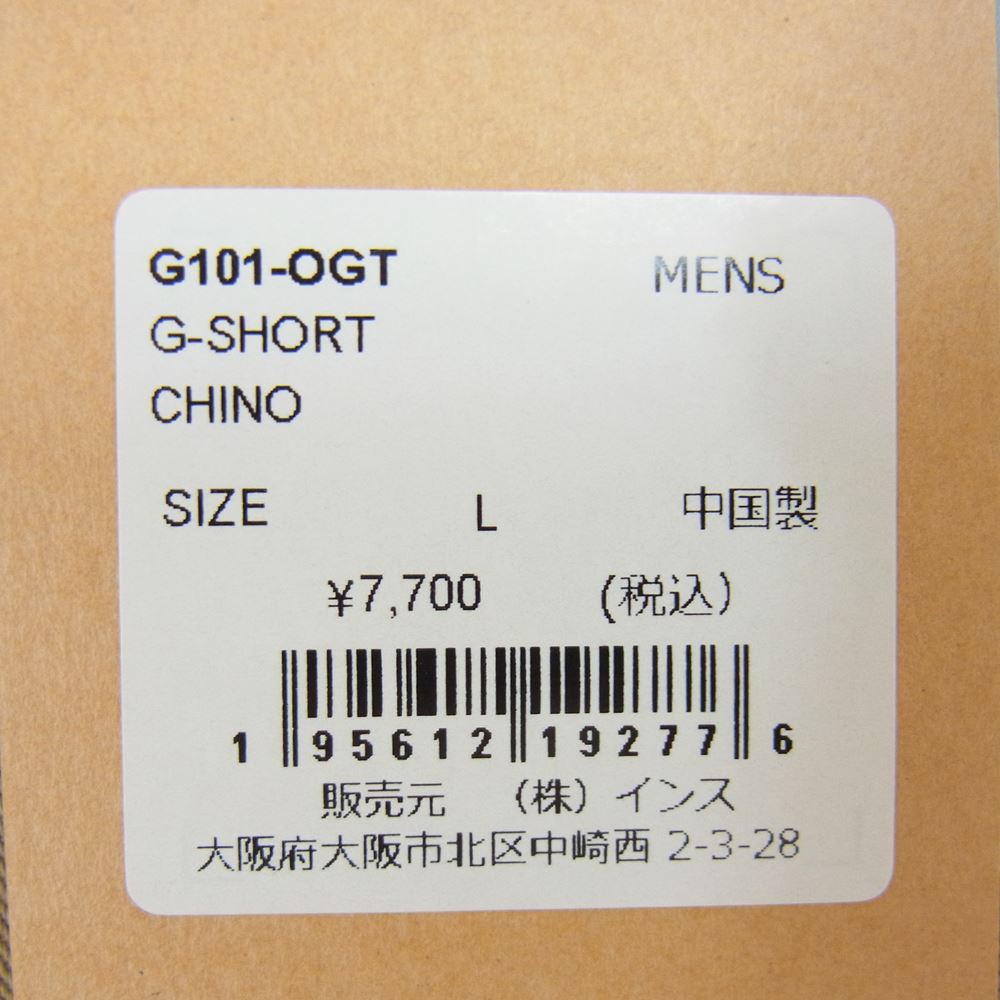 G101-OGT MENS
G-SHORT
CHINO
SIZE L 中国製
¥7,700 (税込)
1 95612 19277 6
販売元 (株) インス
大阪府大阪市北区中崎西 2-3-28